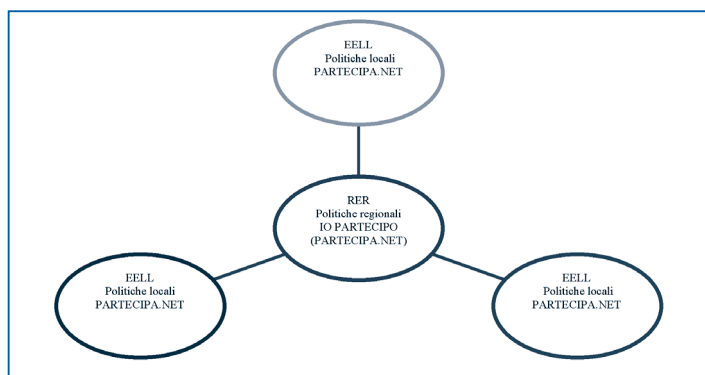 EELL
Politiche locali
PARTECIPA.NET
RER
Politiche regionali
IO PARTECIPO
(PARTECIPA.NET)
EELL
Politiche locali
PARTECIPA.NET
EELL
Politiche locali
PARTECIPA.NET